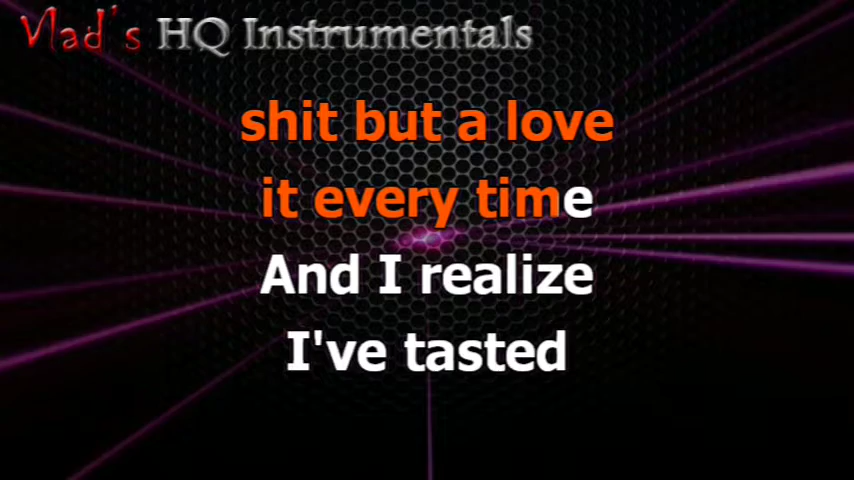 Vlad's HQ Instrumentals
shit but a love
it every time
And I realize
I've tasted